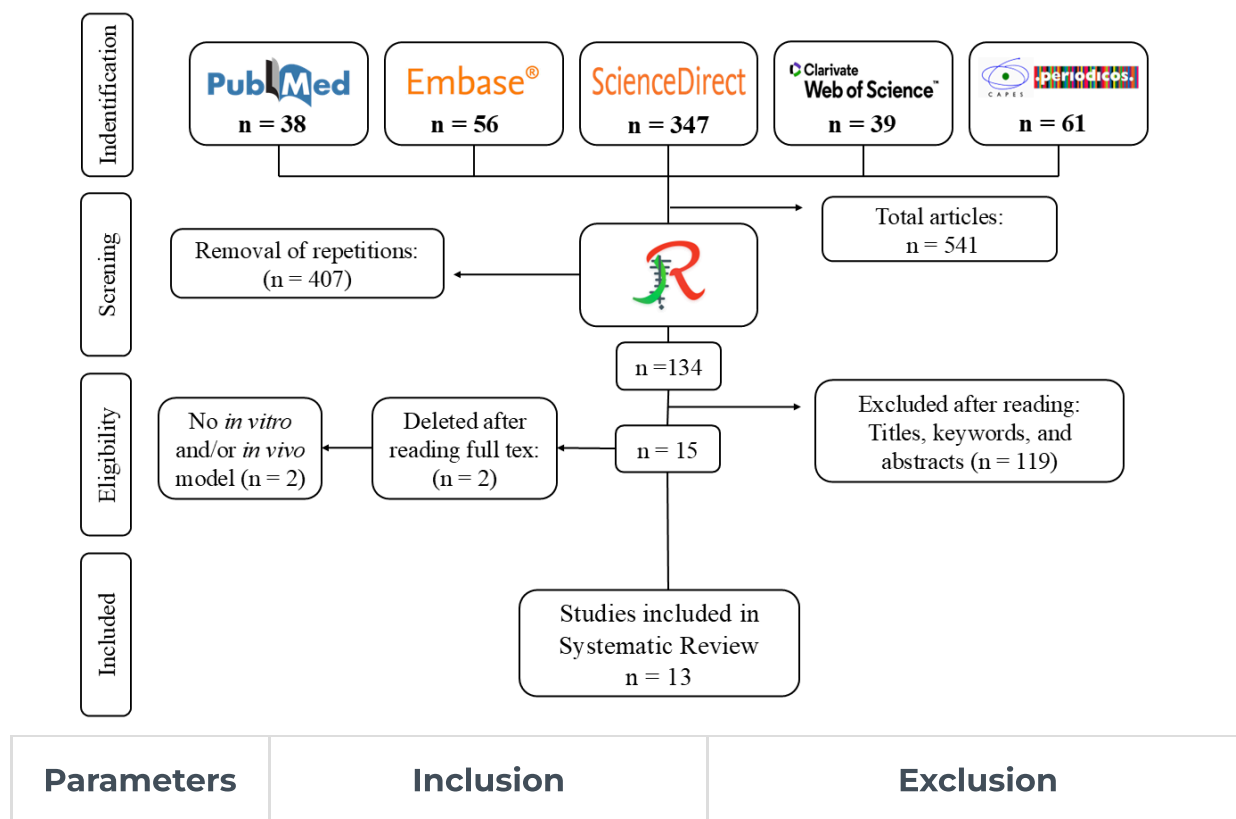 Indentification
PubMed
n = 38
Embase®
n = 56
ScienceDirect
n = 347
Clarivate
Web of Science™
n = 39
CAPES
.periodicos.
n = 61
Screning
Total articles:
n = 541
Removal of repetitions:
(n = 407)
R
n =134
Eligibility
No in vitro
and/or in vivo
model (n = 2)
Deleted after
reading full tex:
(n = 2)
n = 15
Excluded after reading:
Titles, keywords, and
abstracts (n = 119)
Included
Studies included in
Systematic Review
n = 13
Parameters
Inclusion
Exclusion